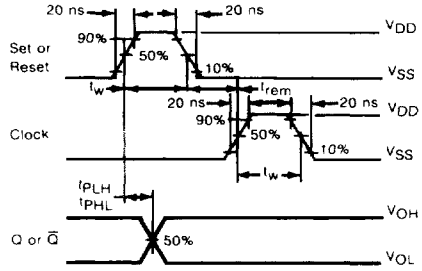 20 ns 20 ns
VDD
90%
Set or Reset
50%
10%
VSS
tw trem
20 ns 20 ns
VDD
90%
Clock
50%
10%
VSS
tw
tPLH
tPHL
VOH
Q or Q̅
50%
VOL